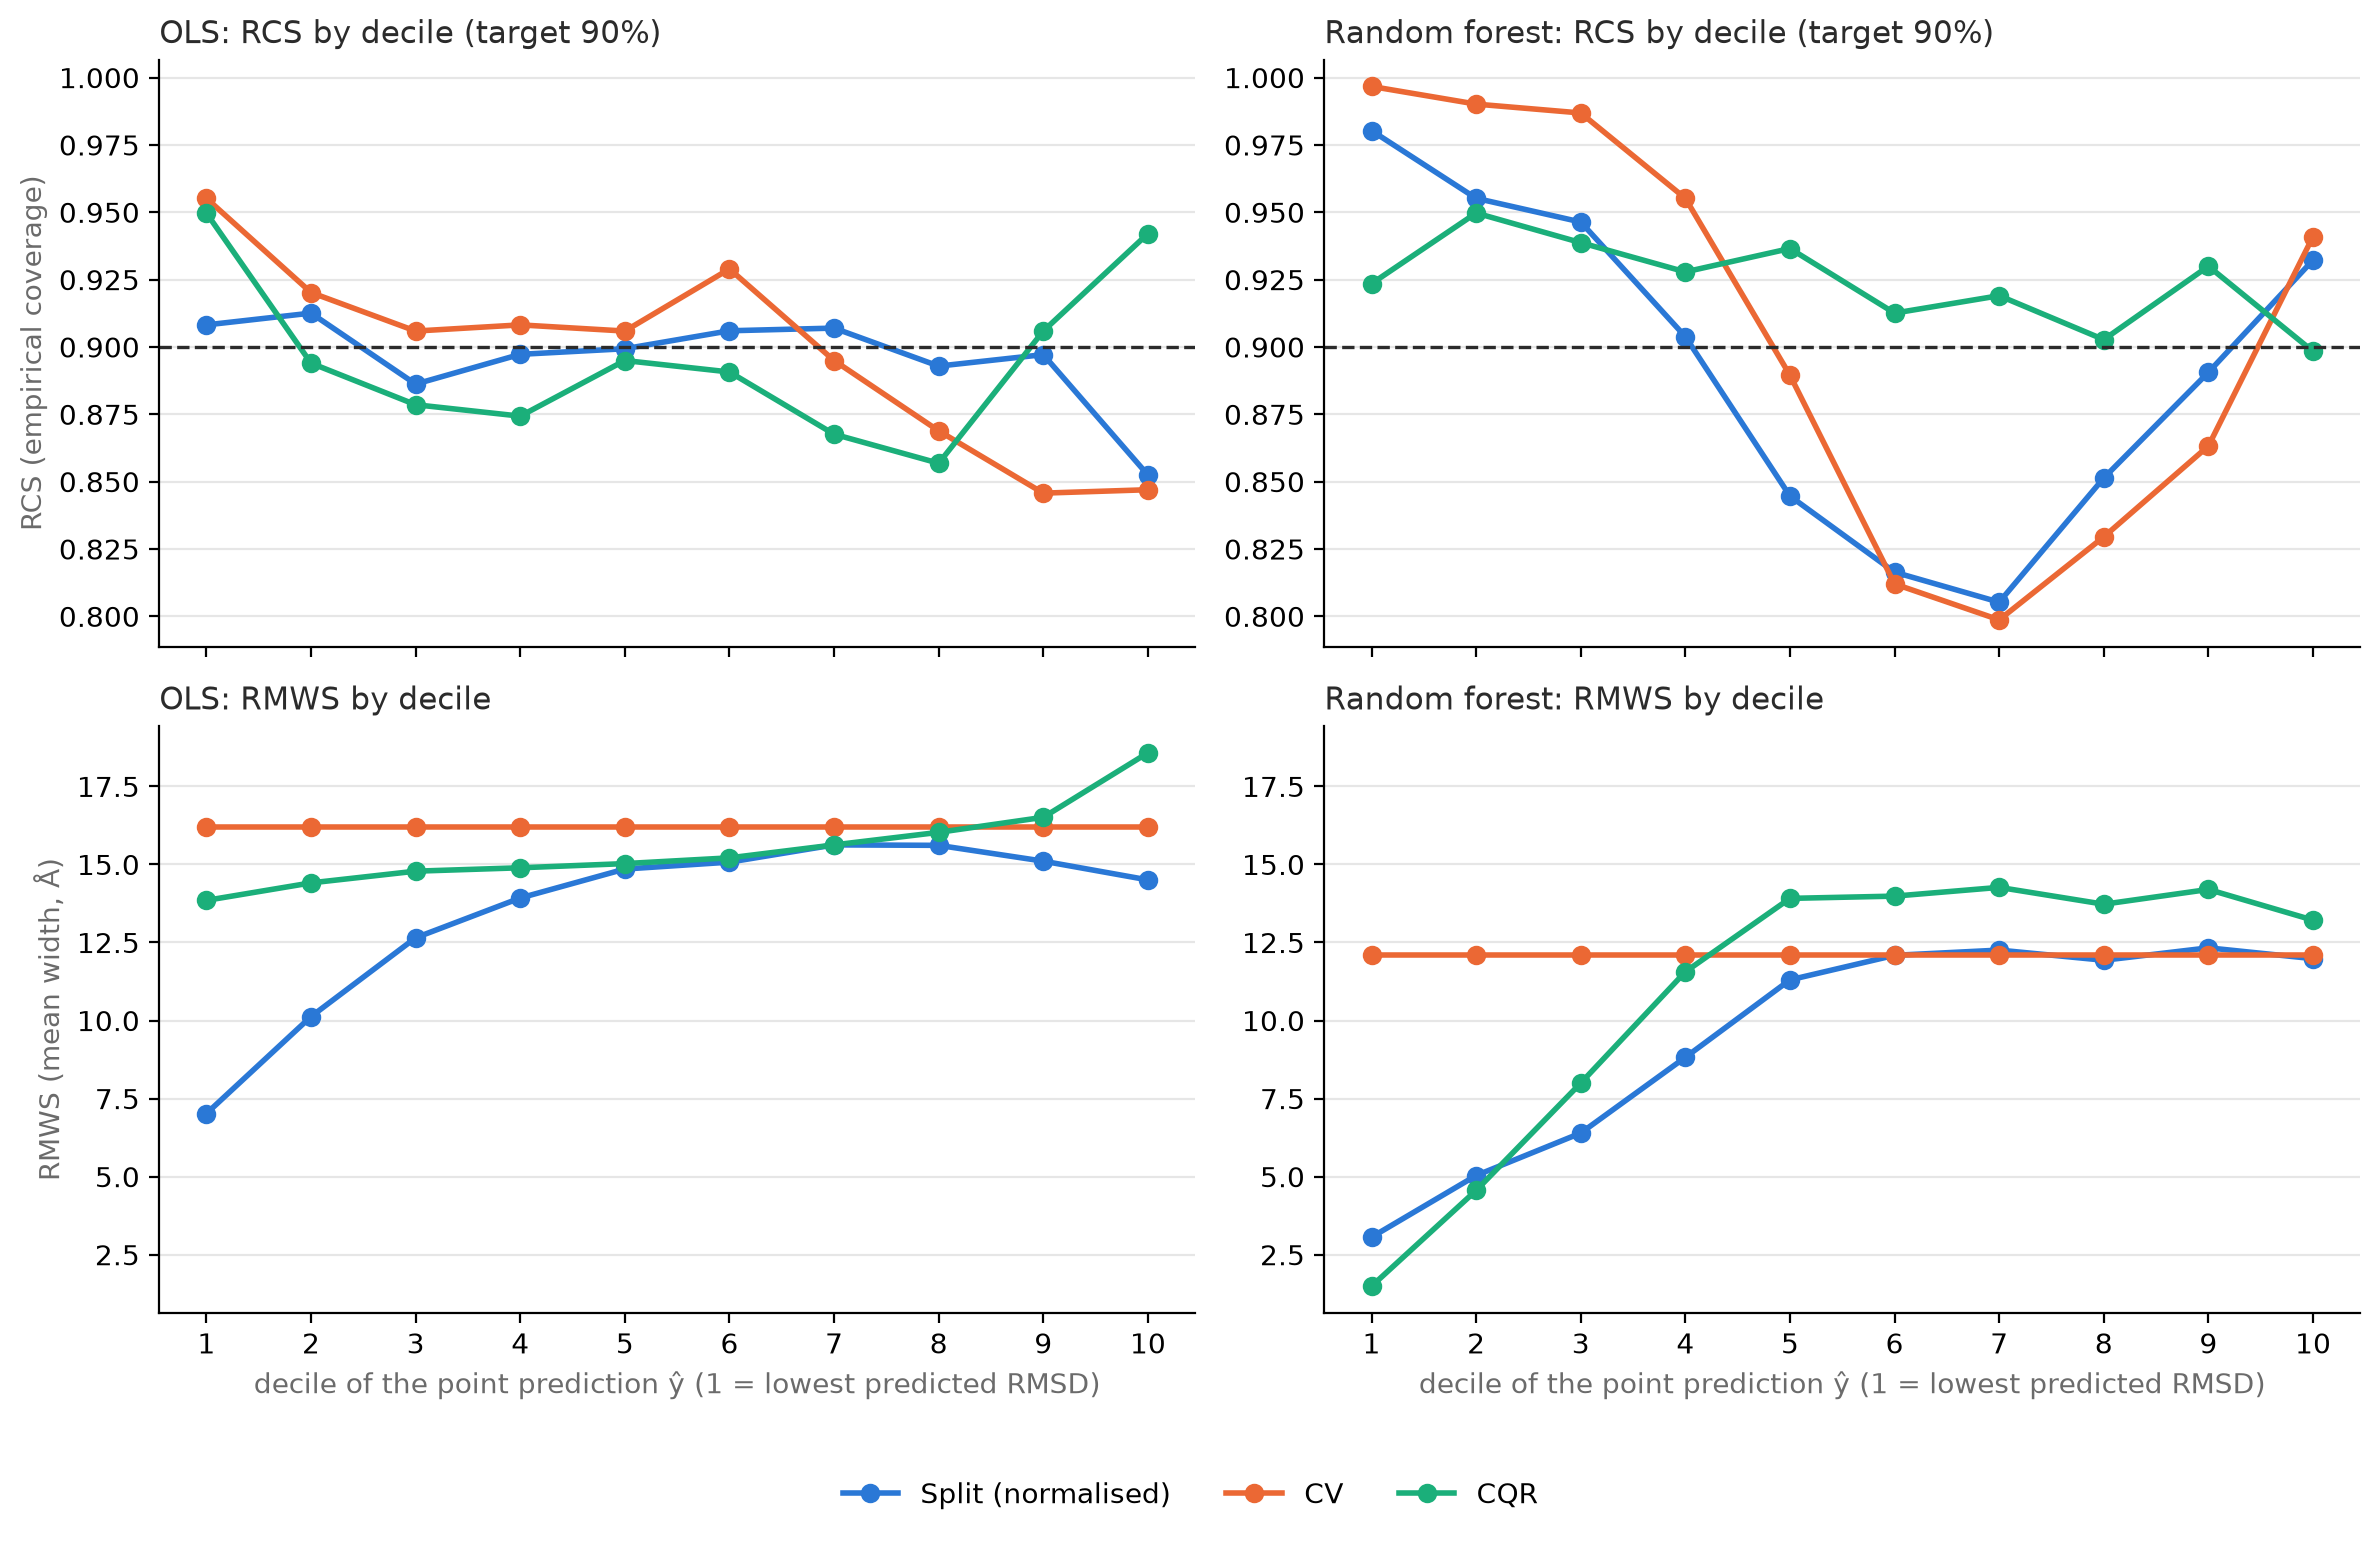 OLS: RCS by decile (target 90%)
RCS (empirical coverage)
1.000
0.975
0.950
0.925
0.900
0.875
0.850
0.825
0.800
Random forest: RCS by decile (target 90%)
1.000
0.975
0.950
0.925
0.900
0.875
0.850
0.825
0.800
OLS: RMWS by decile
RMWS (mean width, Å)
17.5
15.0
12.5
10.0
7.5
5.0
2.5
1 2 3 4 5 6 7 8 9 10
decile of the point prediction ŷ (1 = lowest predicted RMSD)
Random forest: RMWS by decile
17.5
15.0
12.5
10.0
7.5
5.0
2.5
1 2 3 4 5 6 7 8 9 10
decile of the point prediction ŷ (1 = lowest predicted RMSD)
Split (normalised) CV CQR